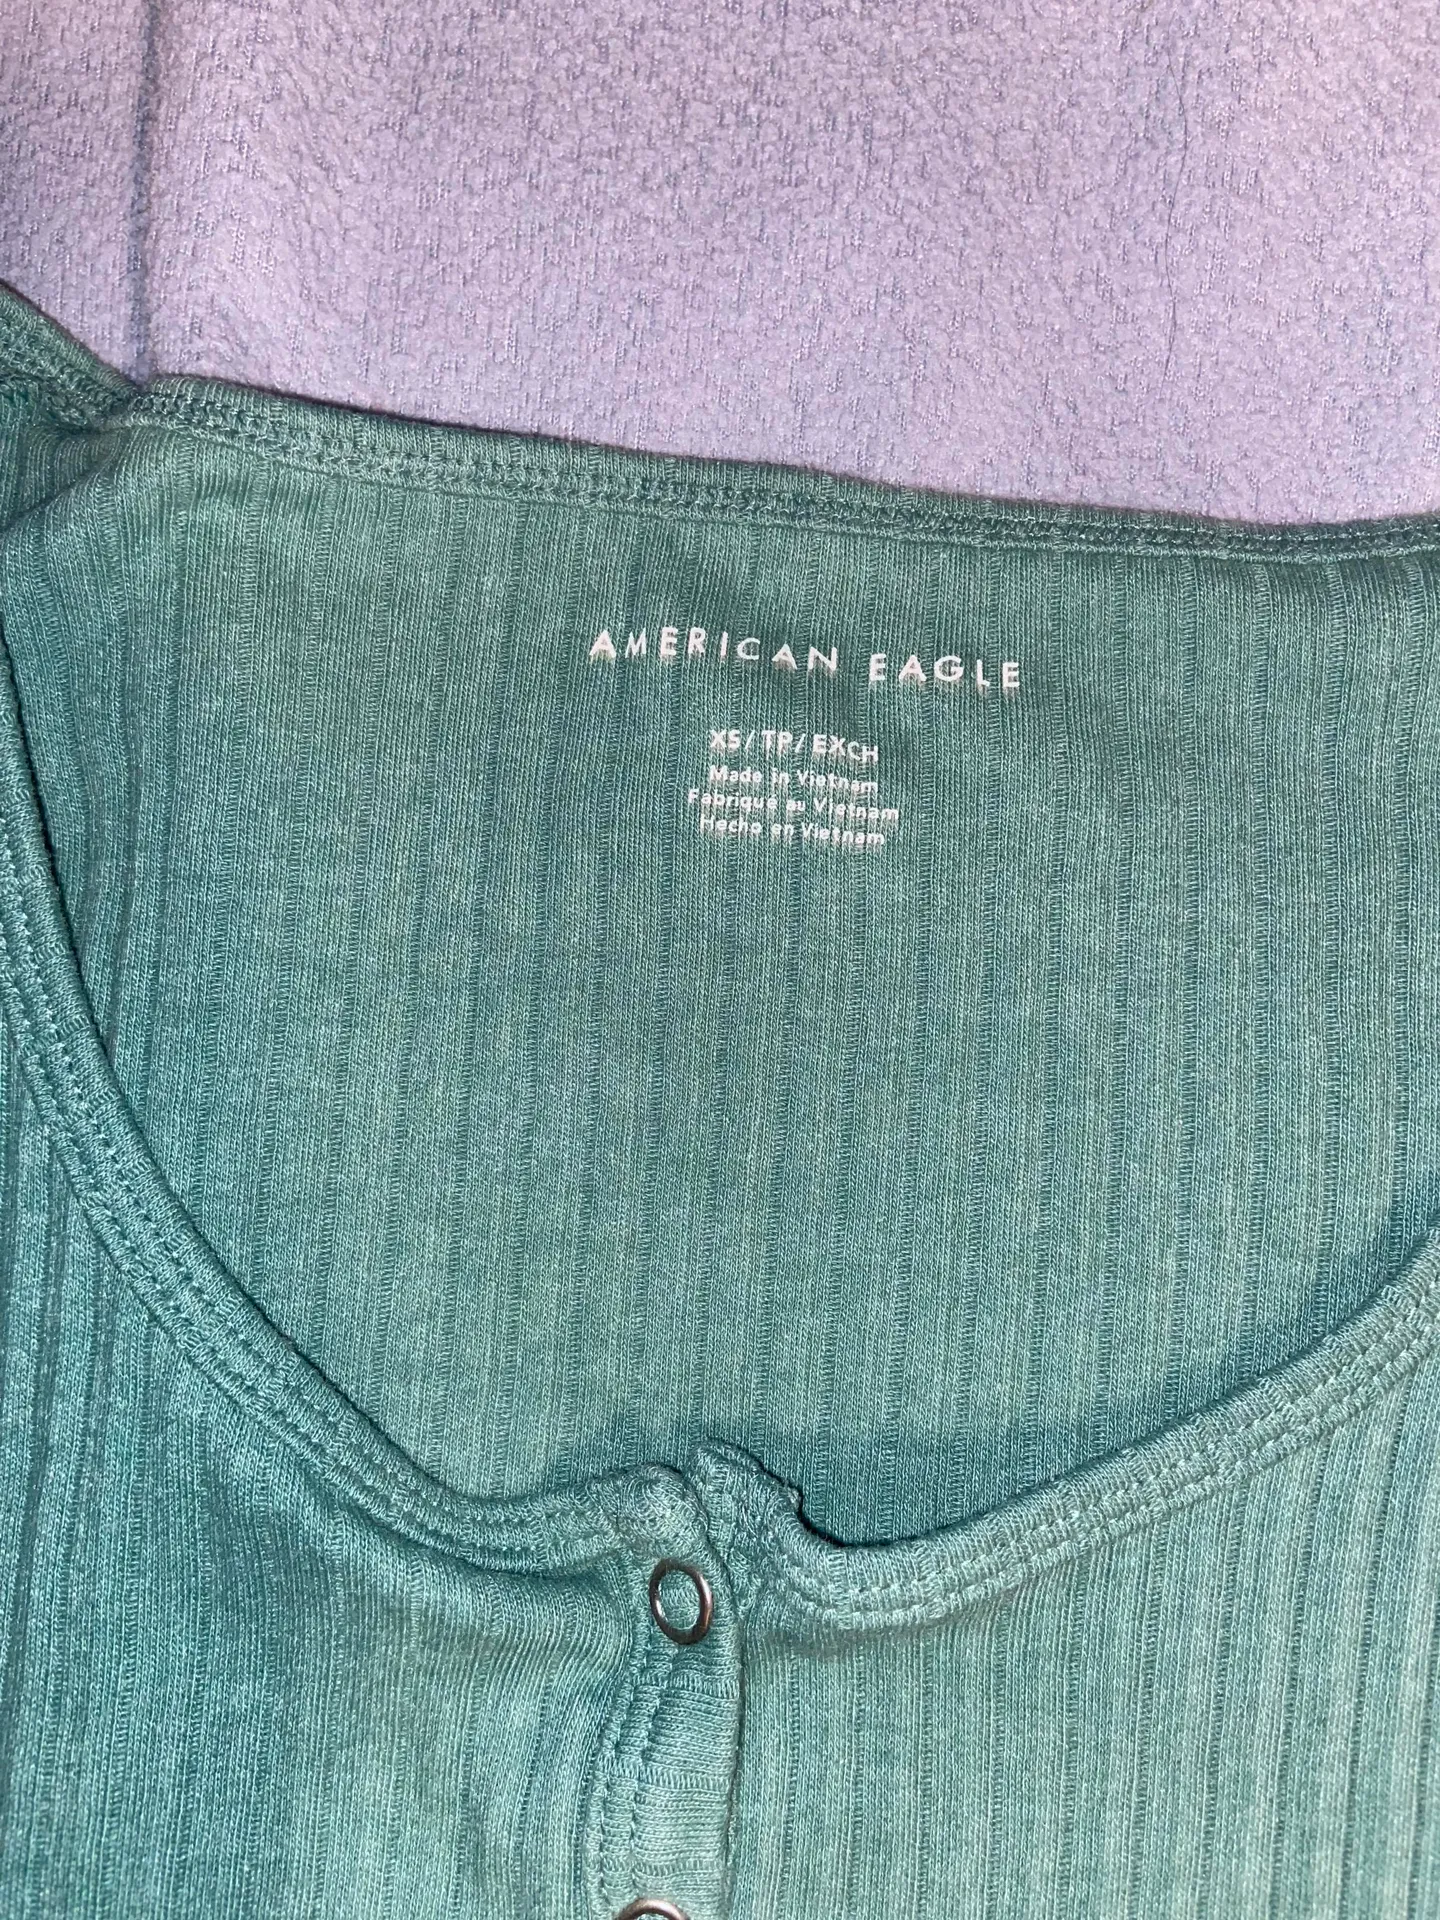 AMERICAN EAGLE
XS/TP/EXCH
Made in Vietnam
Fabriqué au Vietnam
Hecho en Vietnam